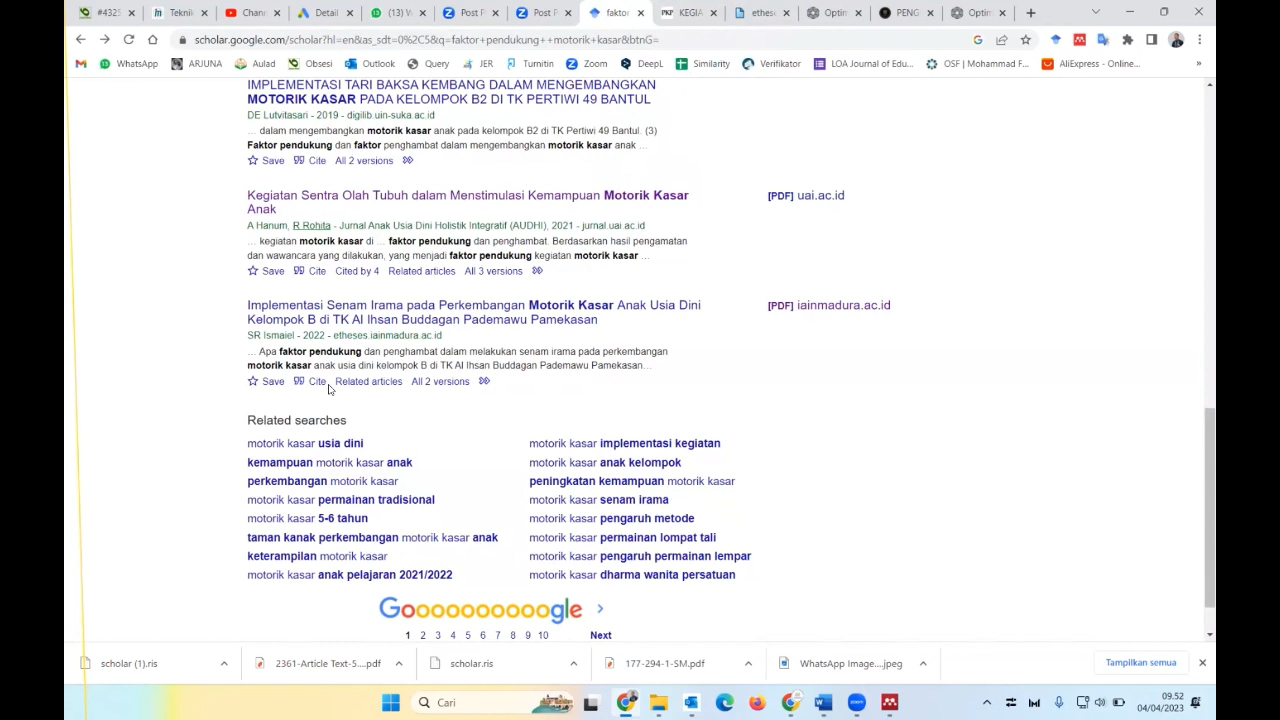 #4325
Teknik
Chann
Detail
(13) W
Post F
Post P
faktor
KEGIA
ethese
Optim
PENG
Optim
scholar.google.com/scholar?hl=en&as_sdt=0%2C5&q=faktor+pendukung++motorik+kasar&btnG=
WhatsApp
ARJUNA
Aulad
Obsesi
Outlook
Query
JER
Turnitin
Zoom
DeepL
Similarity
Verifikator
LOA Journal of Edu...
OSF | Mohammad F...
AliExpress - Online...
IMPLEMENTASI TARI BAKSA KEMBANG DALAM MENGEMBANGKAN
MOTORIK KASAR PADA KELOMPOK B2 DI TK PERTIWI 49 BANTUL
DE Lutvitasari - 2019 - digilib.uin-suka.ac.id
... dalam mengembangkan motorik kasar anak pada kelompok B2 di TK Pertiwi 49 Bantul. (3)
Faktor pendukung dan faktor penghambat dalam mengembangkan motorik kasar anak ...
Save Cite All 2 versions
Kegiatan Sentra Olah Tubuh dalam Menstimulasi Kemampuan Motorik Kasar
Anak
[PDF] uai.ac.id
A Hanum, R Rohita - Jurnal Anak Usia Dini Holistik Integratif (AUDHI), 2021 - jurnal.uai.ac.id
... kegiatan motorik kasar di ... faktor pendukung dan penghambat. Berdasarkan hasil pengamatan
dan wawancara yang dilakukan, yang menjadi faktor pendukung kegiatan motorik kasar ...
Save Cite Cited by 4 Related articles All 3 versions
Implementasi Senam Irama pada Perkembangan Motorik Kasar Anak Usia Dini
Kelompok B di TK Al Ihsan Buddagan Pademawu Pamekasan
[PDF] iainmadura.ac.id
SR Ismaiel - 2022 - etheses.iainmadura.ac.id
... Apa faktor pendukung dan penghambat dalam melakukan senam irama pada perkembangan
motorik kasar anak usia dini kelompok B di TK Al Ihsan Buddagan Pademawu Pamekasan...
Save Cite Related articles All 2 versions
Related searches
motorik kasar usia dini
kemampuan motorik kasar anak
perkembangan motorik kasar
motorik kasar permainan tradisional
motorik kasar 5-6 tahun
taman kanak perkembangan motorik kasar anak
keterampilan motorik kasar
motorik kasar anak pelajaran 2021/2022
motorik kasar implementasi kegiatan
motorik kasar anak kelompok
peningkatan kemampuan motorik kasar
motorik kasar senam irama
motorik kasar pengaruh metode
motorik kasar permainan lompat tali
motorik kasar pengaruh permainan lempar
motorik kasar dharma wanita persatuan
Goooooooooogle
1 2 3 4 5 6 7 8 9 10 Next
scholar (1).ris
2361-Article Text-5....pdf
scholar.ris
177-294-1-SM.pdf
WhatsApp Image....jpeg
Tampilkan semua
Cari
09.52
04/04/2023